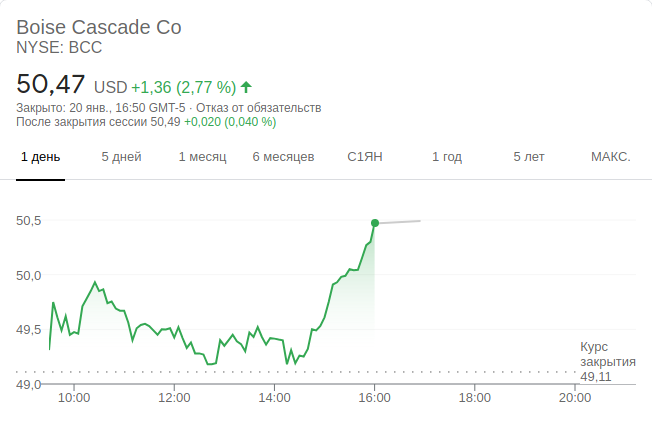 Boise Cascade Co
NYSE: BCC
50,47 USD +1,36 (2,77 %)
Закрыто: 20 янв., 16:50 GMT-5 · Отказ от обязательств
После закрытия сессии 50,49 +0,020 (0,040 %)
1 день 5 дней 1 месяц 6 месяцев С1ЯН 1 год 5 лет МАКС.
50,5
50,0
49,5
49,0
Курс
закрытия
49,11
10:00 12:00 14:00 16:00 18:00 20:00